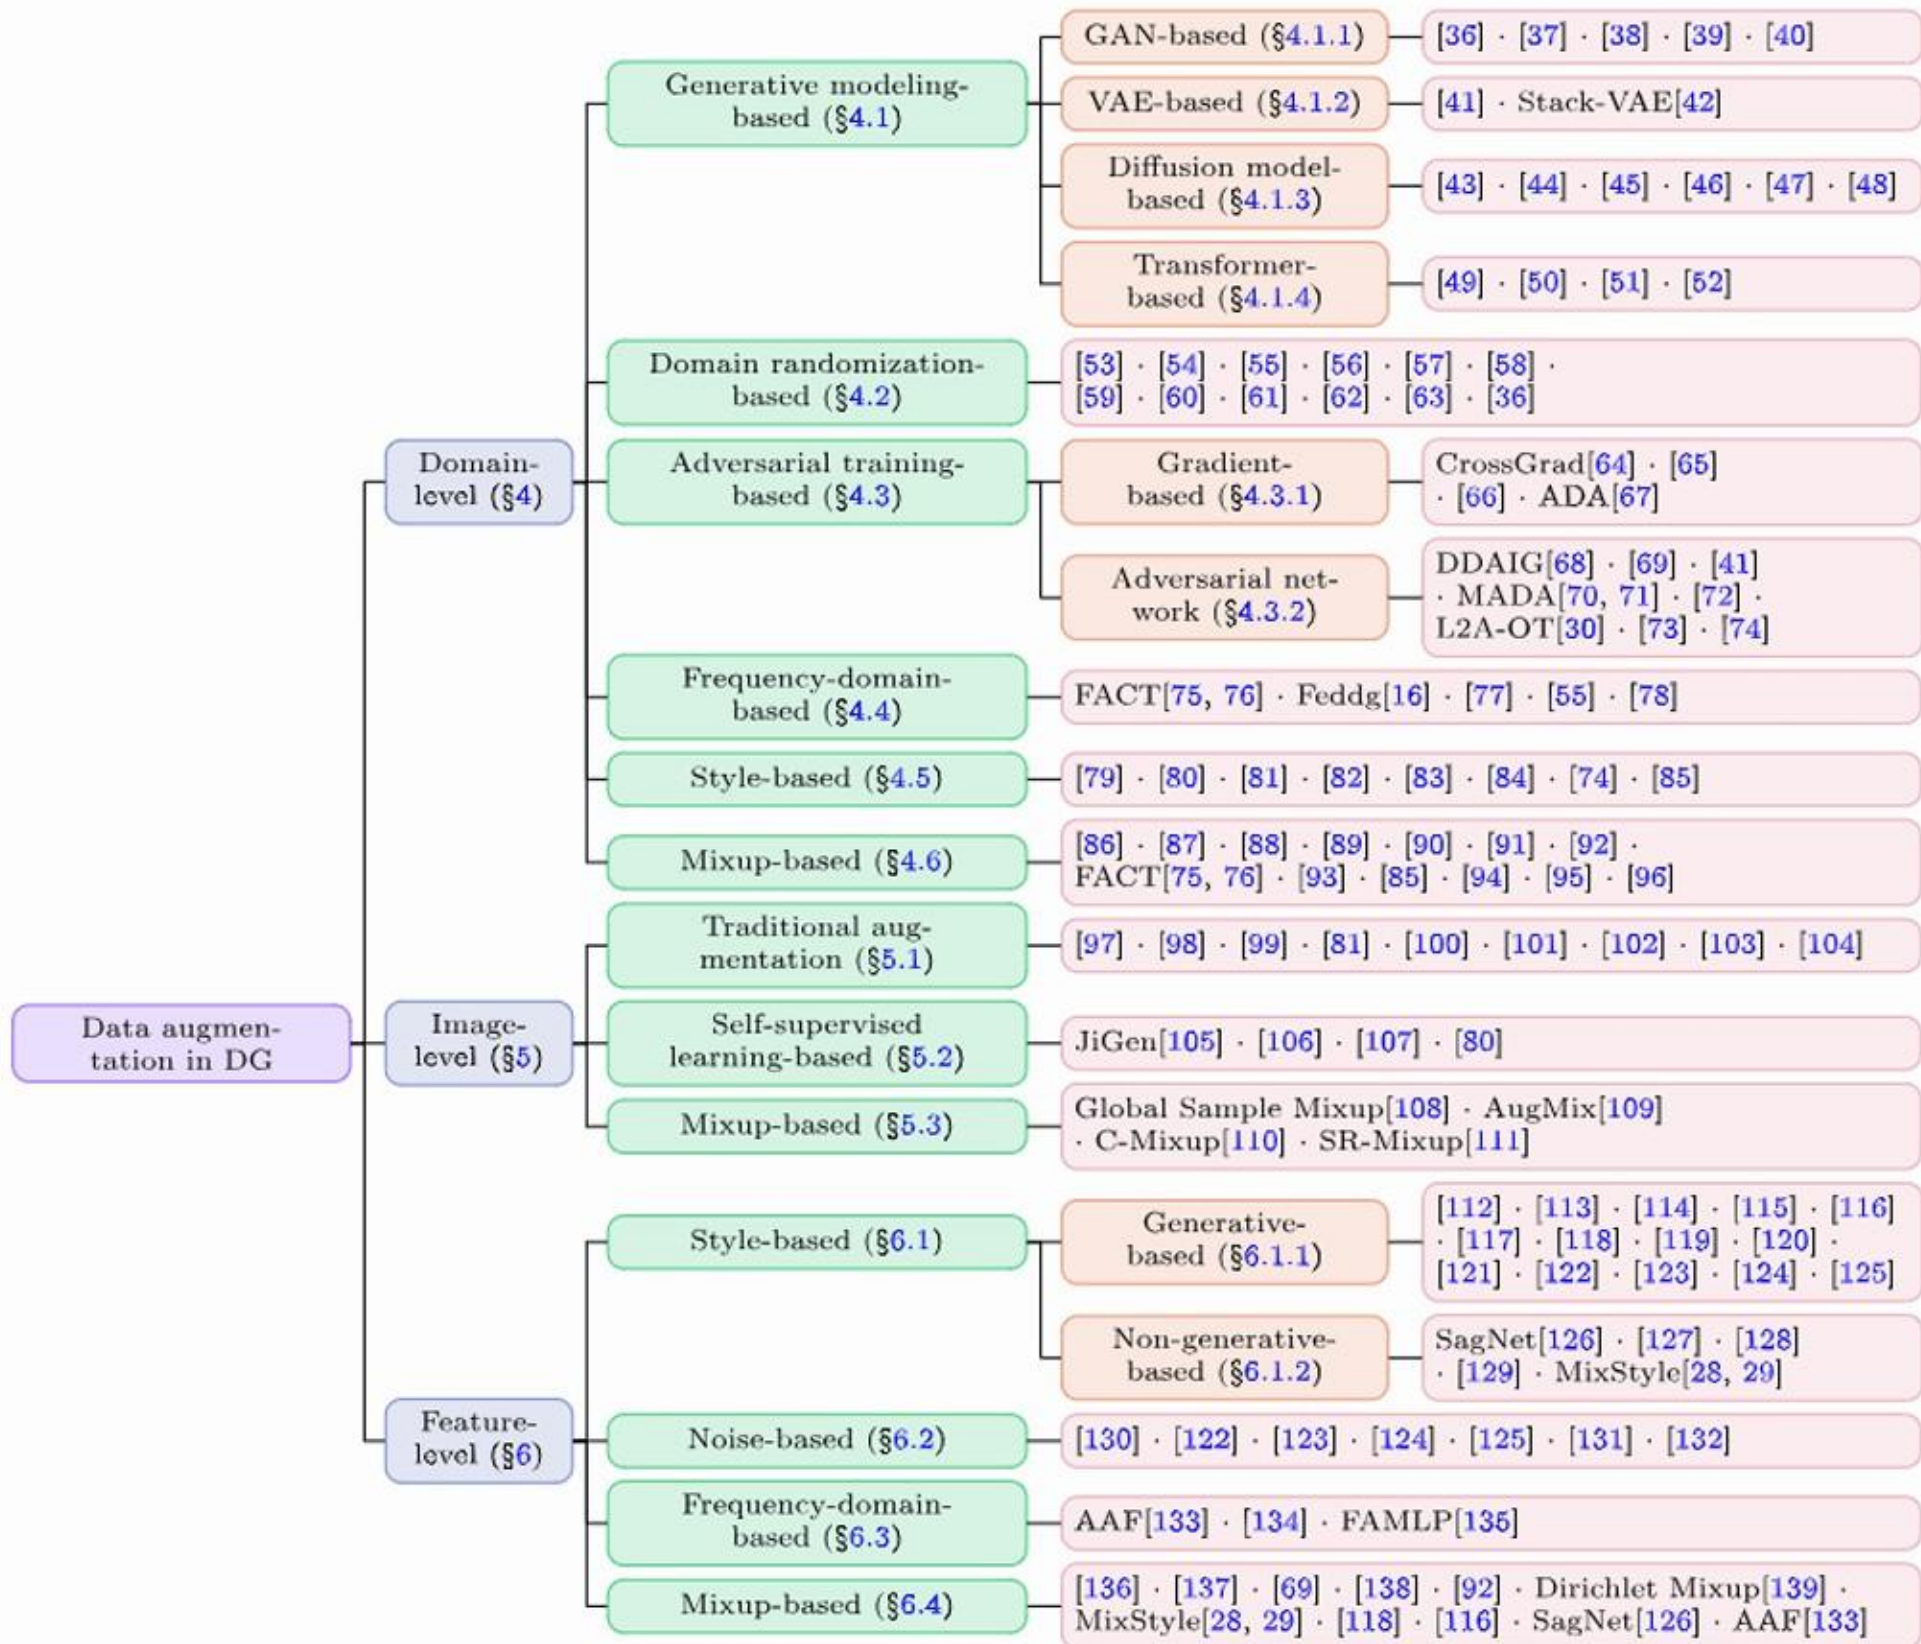 GAN-based (§4.1.1)
[36] · [37] · [38] · [39] · [40]
Generative modeling-
based (§4.1)
VAE-based (§4.1.2)
[41] · Stack-VAE[42]
Diffusion model-
based (§4.1.3)
[43] · [44] · [45] · [46] · [47] · [48]
Transformer-
based (§4.1.4)
[49] · [50] · [51] · [52]
Domain randomization-
based (§4.2)
[53] · [54] · [55] · [56] · [57] · [58] ·
[59] · [60] · [61] · [62] · [63] · [36]
Domain-
level (§4)
Adversarial training-
based (§4.3)
Gradient-
based (§4.3.1)
CrossGrad[64] · [65]
· [66] · ADA[67]
Adversarial net-
work (§4.3.2)
DDAIG[68] · [69] · [41]
· MADA[70, 71] · [72] ·
L2A-OT[30] · [73] · [74]
Frequency-domain-
based (§4.4)
FACT[75, 76] · Feddg[16] · [77] · [55] · [78]
Style-based (§4.5)
[79] · [80] · [81] · [82] · [83] · [84] · [74] · [85]
Mixup-based (§4.6)
[86] · [87] · [88] · [89] · [90] · [91] · [92] ·
FACT[75, 76] · [93] · [85] · [94] · [95] · [96]
Traditional aug-
mentation (§5.1)
[97] · [98] · [99] · [81] · [100] · [101] · [102] · [103] · [104]
Data augmen-
tation in DG
Image-
level (§5)
Self-supervised
learning-based (§5.2)
JiGen[105] · [106] · [107] · [80]
Mixup-based (§5.3)
Global Sample Mixup[108] · AugMix[109]
· C-Mixup[110] · SR-Mixup[111]
Style-based (§6.1)
Generative-
based (§6.1.1)
[112] · [113] · [114] · [115] · [116]
· [117] · [118] · [119] · [120] ·
[121] · [122] · [123] · [124] · [125]
Non-generative-
based (§6.1.2)
SagNet[126] · [127] · [128]
· [129] · MixStyle[28, 29]
Feature-
level (§6)
Noise-based (§6.2)
[130] · [122] · [123] · [124] · [125] · [131] · [132]
Frequency-domain-
based (§6.3)
AAF[133] · [134] · FAMLP[135]
Mixup-based (§6.4)
[136] · [137] · [69] · [138] · [92] · Dirichlet Mixup[139] ·
MixStyle[28, 29] · [118] · [116] · SagNet[126] · AAF[133]